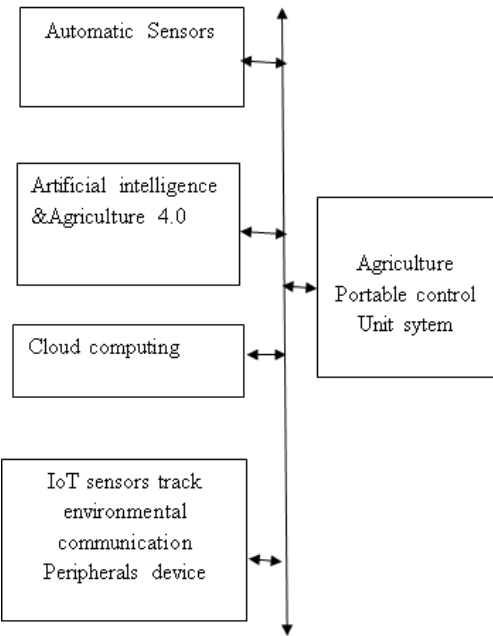 Automatic Sensors
Artificial intelligence
&Agriculture 4.0
Agriculture
Portable control
Unit sytem
Cloud computing
IoT sensors track
environmental
communication
Peripherals device